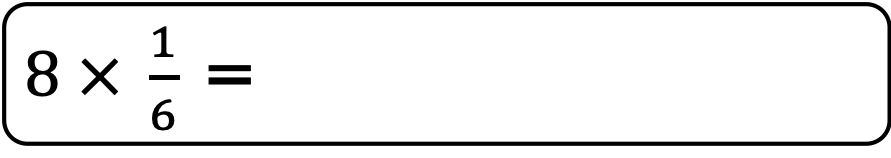 8 × 1/6 =